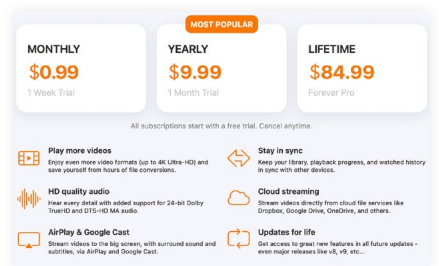 MOST POPULAR
MONTHLY
$0.99
1 Week Trial
YEARLY
$9.99
1 Month Trial
LIFETIME
$84.99
Forever Pro
All subscriptions start with a free trial. Cancel anytime.
Play more videos
Enjoy even more video formats (up to 4K Ultra-HD) and
save yourself from hours of file conversions.
Stay in sync
Keep your library, playback progress, and watched history
in sync with other devices.
HD quality audio
Hear every detail with added support for 24-bit Dolby
TrueHD and DTS-HD MA audio.
Cloud streaming
Stream videos directly from cloud file services like
Dropbox, Google Drive, OneDrive, and others.
AirPlay & Google Cast
Stream videos to the big screen, with surround sound and
subtitles, via AirPlay and Google Cast.
Updates for life
Get access to great new features in all future updates -
even major releases like v8, v9, etc...